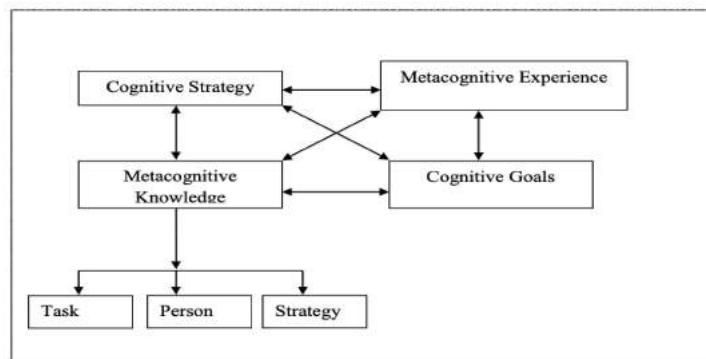 Cognitive Strategy
Metacognitive Experience
Metacognitive
Knowledge
Cognitive Goals
Task
Person
Strategy